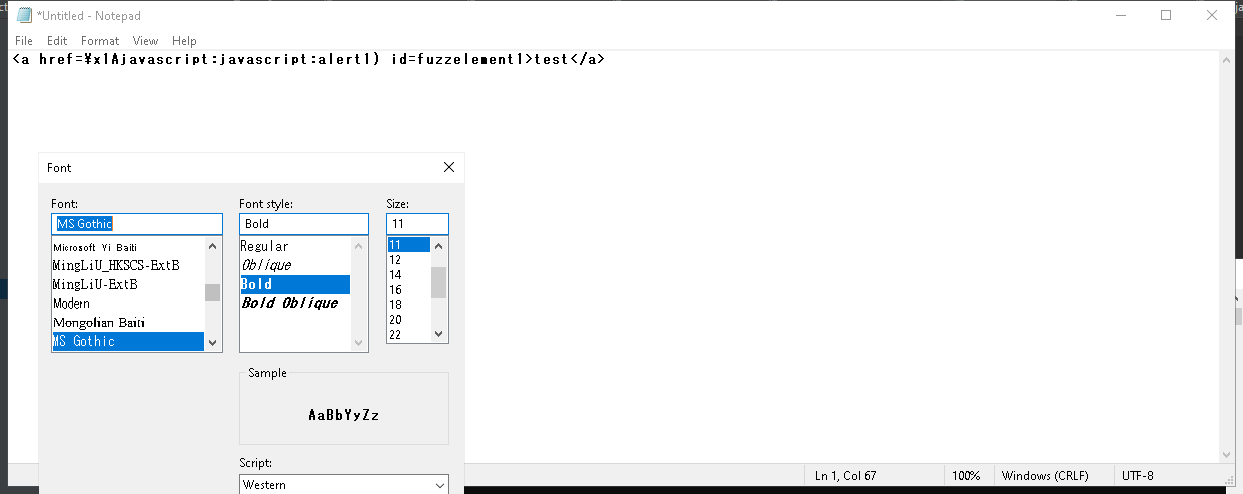 *Untitled - Notepad
File Edit Format View Help
<a href=¥x1Ajavascript:javascript:alert1) id=fuzzelement1>test</a>
Font
Font: Font style: Size:
MS Gothic Bold 11
Microsoft Yi Baiti Regular 11
MingLiU_HKSCS-ExtB Oblique 12
MingLiU-ExtB Bold 14
Modern Bold Oblique 16
Mongolian Baiti 18
MS Gothic 20
22
Sample
AaBbYyZz
Script:
Western
Ln 1, Col 67 100% Windows (CRLF) UTF-8